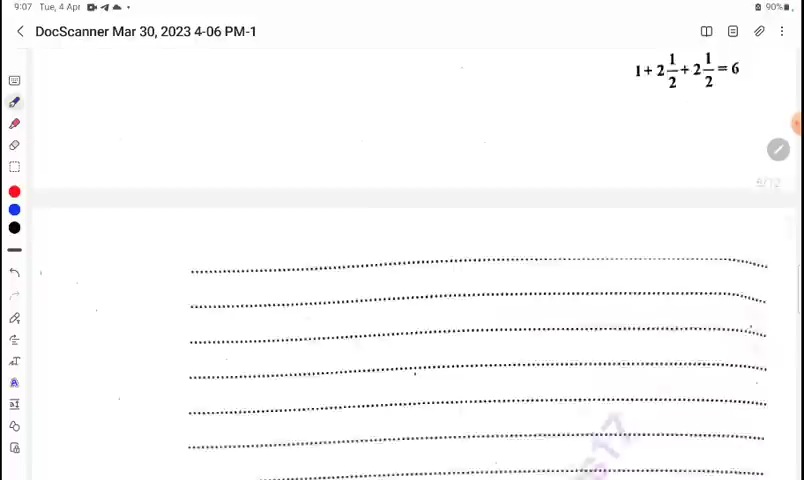 9:07 Tue, 4 Apr
90%
DocScanner Mar 30, 2023 4-06 PM-1
1 + 2 1/2 + 2 1/2 = 6